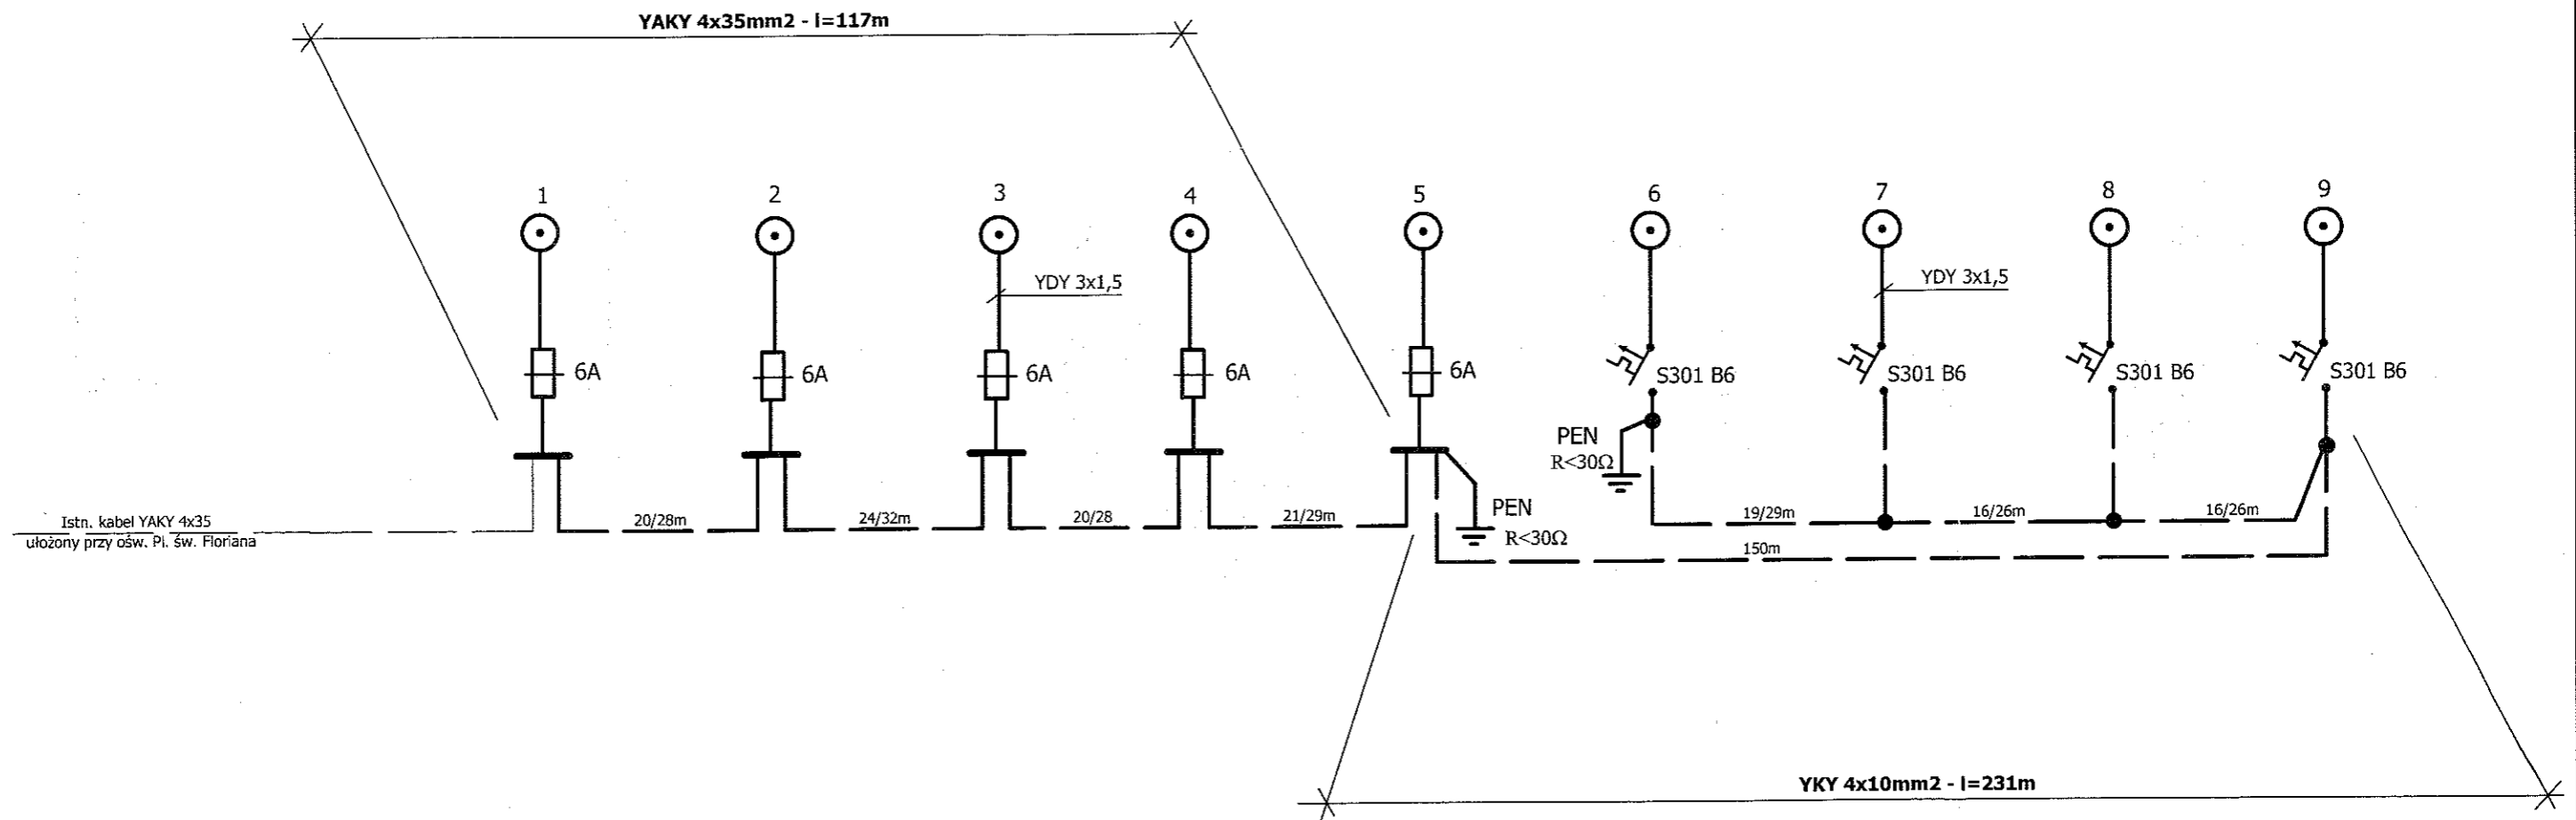 YAKY 4x35mm2 - l=117m
1
2
3
4
5
6
7
8
9
YDY 3x1,5
YDY 3x1,5
6A
6A
6A
6A
6A
S301 B6
S301 B6
S301 B6
S301 B6
PEN
R<30Ω
PEN
R<30Ω
Istn. kabel YAKY 4x35
ułożony przy ośw. Pl. św. Floriana
20/28m
24/32m
20/28
21/29m
19/29m
16/26m
16/26m
150m
YKY 4x10mm2 - l=231m